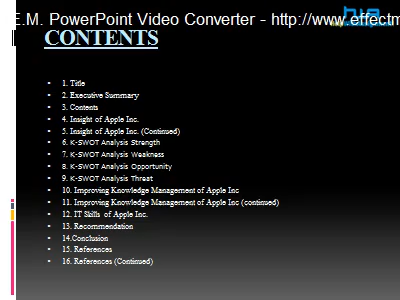 E.M. PowerPoint Video Converter - http://www.effectm
CONTENTS
1. Title
2. Executive Summary
3. Contents
4. Insight of Apple Inc.
5. Insight of Apple Inc. (Continued)
6. K-SWOT Analysis Strength
7. K-SWOT Analysis Weakness
8. K-SWOT Analysis Opportunity
9. K-SWOT Analysis Threat
10. Improving Knowledge Management of Apple Inc
11. Improving Knowledge Management of Apple Inc (continued)
12. IT Skills of Apple Inc.
13. Recommendation
14.Conclusion
15. References
16. References (Continued)